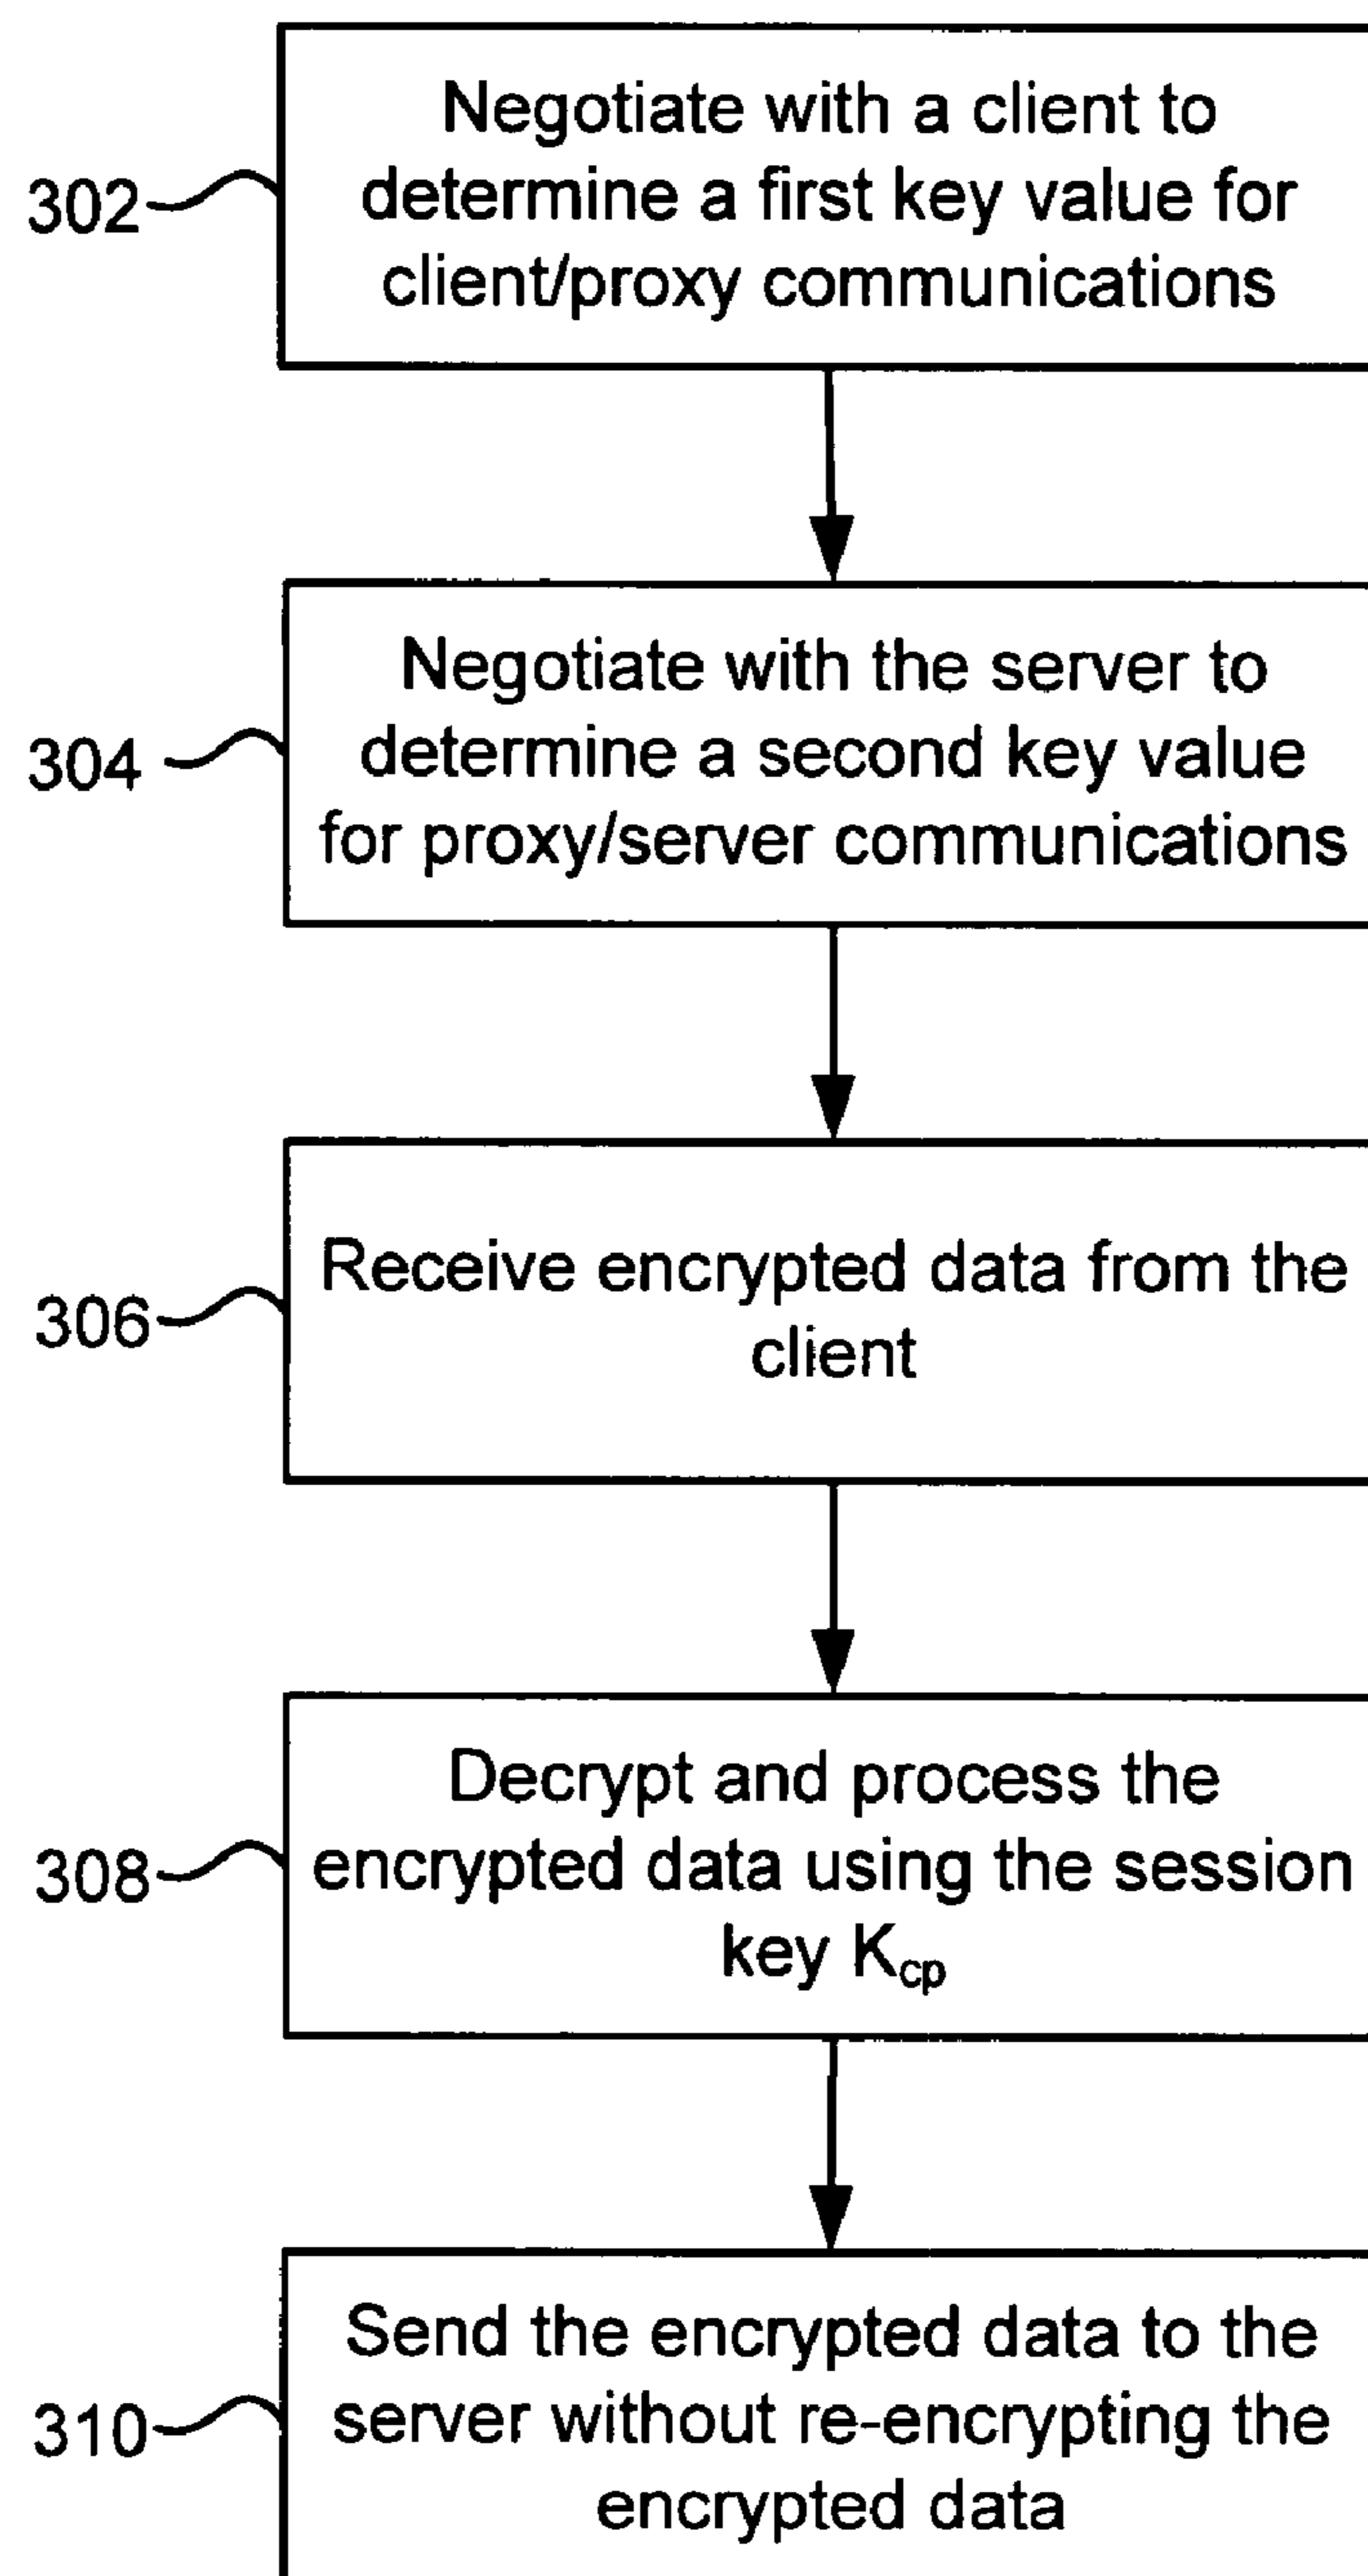 Negotiate with a client to
302
determine a first key value for
client/proxy communications
Negotiate with the server to
304
determine a second key value
for proxy/server communications
Receive encrypted data from the
306
client
Decrypt and process the
308
encrypted data using the session
key K_cp
Send the encrypted data to the
310
server without re-encrypting the
encrypted data